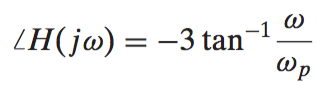 ∠H(jω) = −3 tan⁻¹ ω/ωₚ